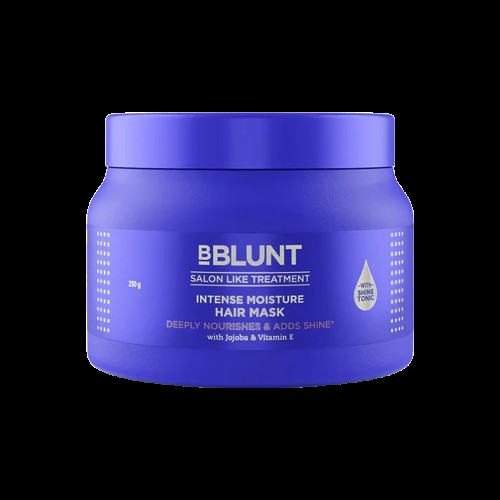 BBLUNT
SALON LIKE TREATMENT
250 g
INTENSE MOISTURE
HAIR MASK
DEEPLY NOURISHES & ADDS SHINE*
with Jojoba & Vitamin E
WITH
SHINE
TONIC